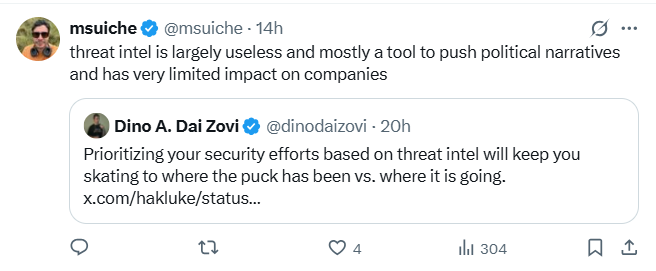 msuiche @msuiche · 14h
threat intel is largely useless and mostly a tool to push political narratives
and has very limited impact on companies
Dino A. Dai Zovi @dinodaizovi · 20h
Prioritizing your security efforts based on threat intel will keep you
skating to where the puck has been vs. where it is going.
x.com/hakluke/status...
4
304